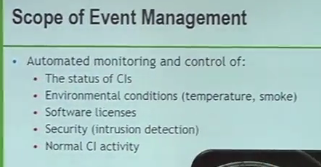 Scope of Event Management
• Automated monitoring and control of:
• The status of CIs
• Environmental conditions (temperature, smoke)
• Software licenses
• Security (intrusion detection)
• Normal CI activity